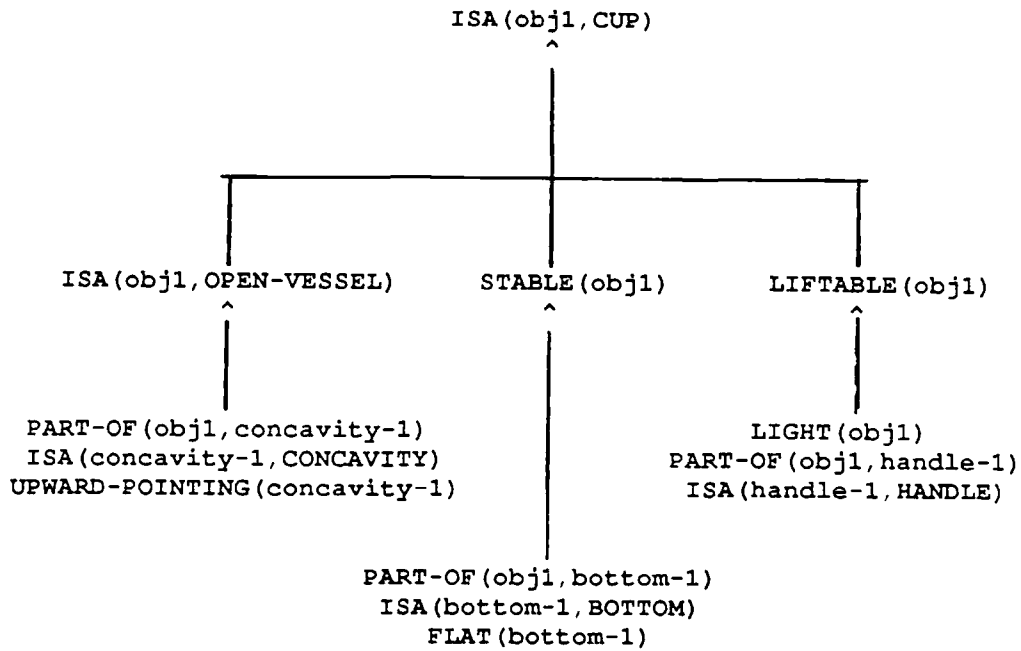 ISA(obj1,CUP)
ISA(obj1,OPEN-VESSEL)
STABLE(obj1)
LIFTABLE(obj1)
PART-OF(obj1,concavity-1)
ISA(concavity-1,CONCAVITY)
UPWARD-POINTING(concavity-1)
LIGHT(obj1)
PART-OF(obj1,handle-1)
ISA(handle-1,HANDLE)
PART-OF(obj1,bottom-1)
ISA(bottom-1,BOTTOM)
FLAT(bottom-1)